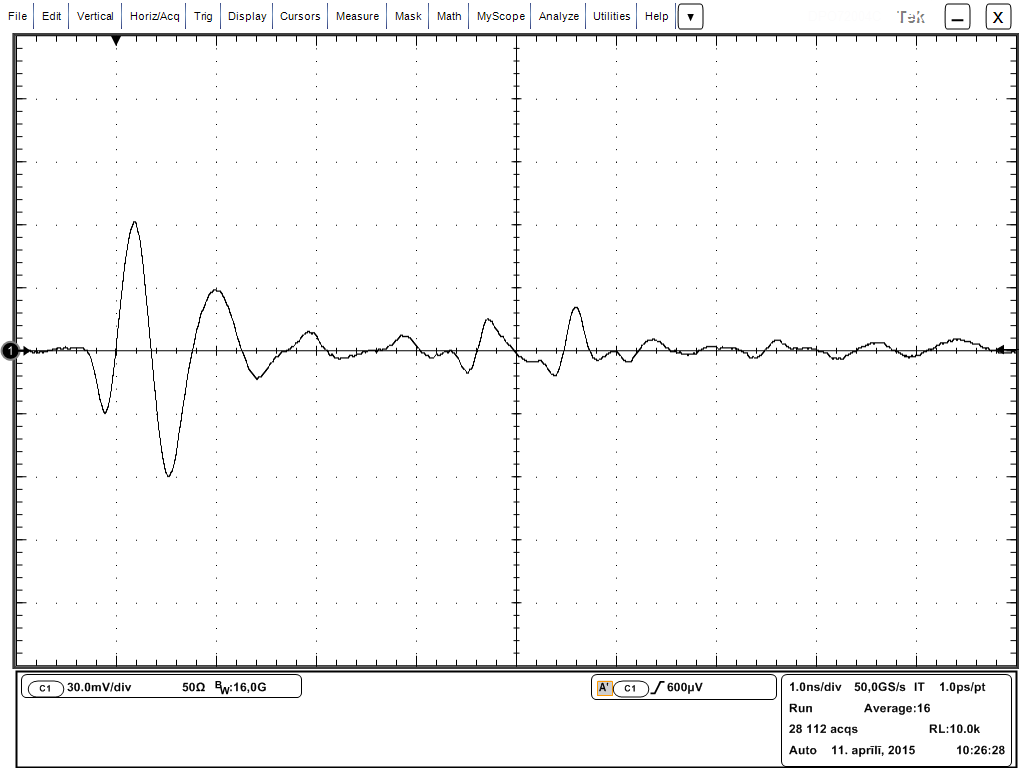 File Edit Vertical Horiz/Acq Trig Display Cursors Measure Mask Math MyScope Analyze Utilities Help Tek X
1
C1 30.0mV/div 50Ω BW:16,0G
A' C1 600µV
1.0ns/div 50,0GS/s IT 1.0ps/pt
Run Average:16
28 112 acqs RL:10.0k
Auto 11. aprīlī, 2015 10:26:28